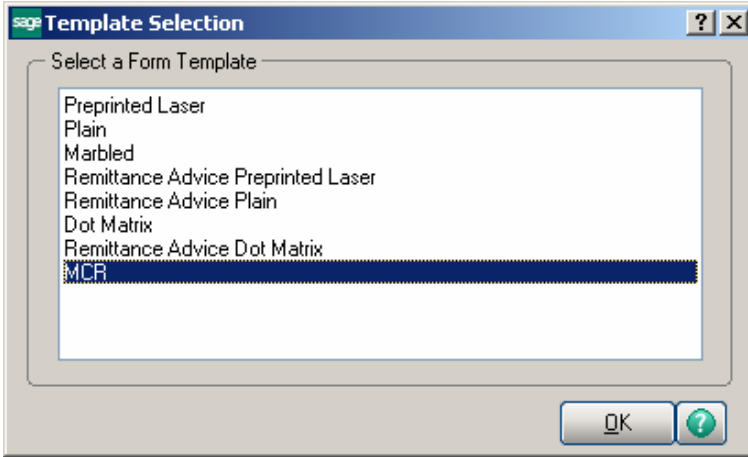 sage Template Selection
Select a Form Template
Preprinted Laser
Plain
Marbled
Remittance Advice Preprinted Laser
Remittance Advice Plain
Dot Matrix
Remittance Advice Dot Matrix
MCR
OK